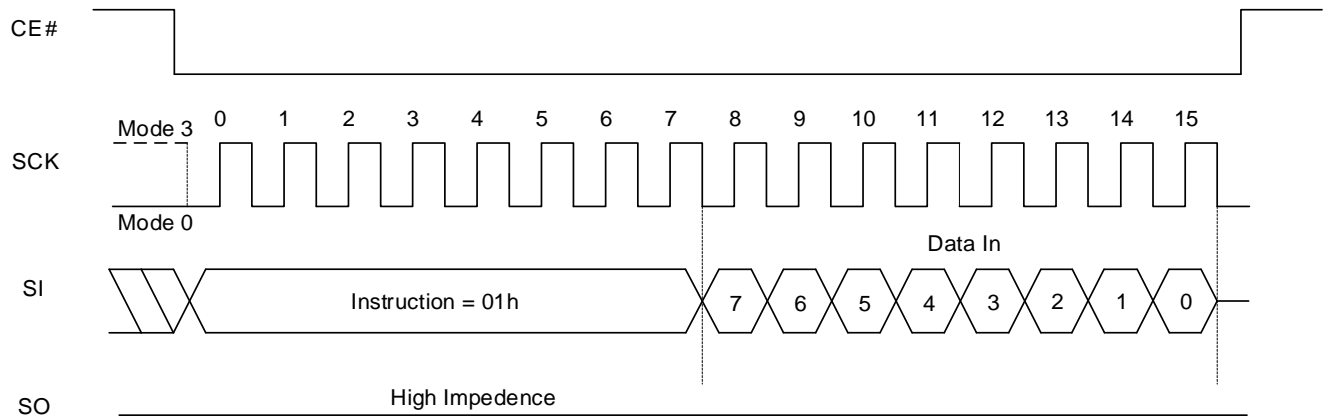 CE#
SCK
Mode 3
0 1 2 3 4 5 6 7 8 9 10 11 12 13 14 15
Mode 0
Data In
SI
Instruction = 01h
7 6 5 4 3 2 1 0
SO
High Impedence